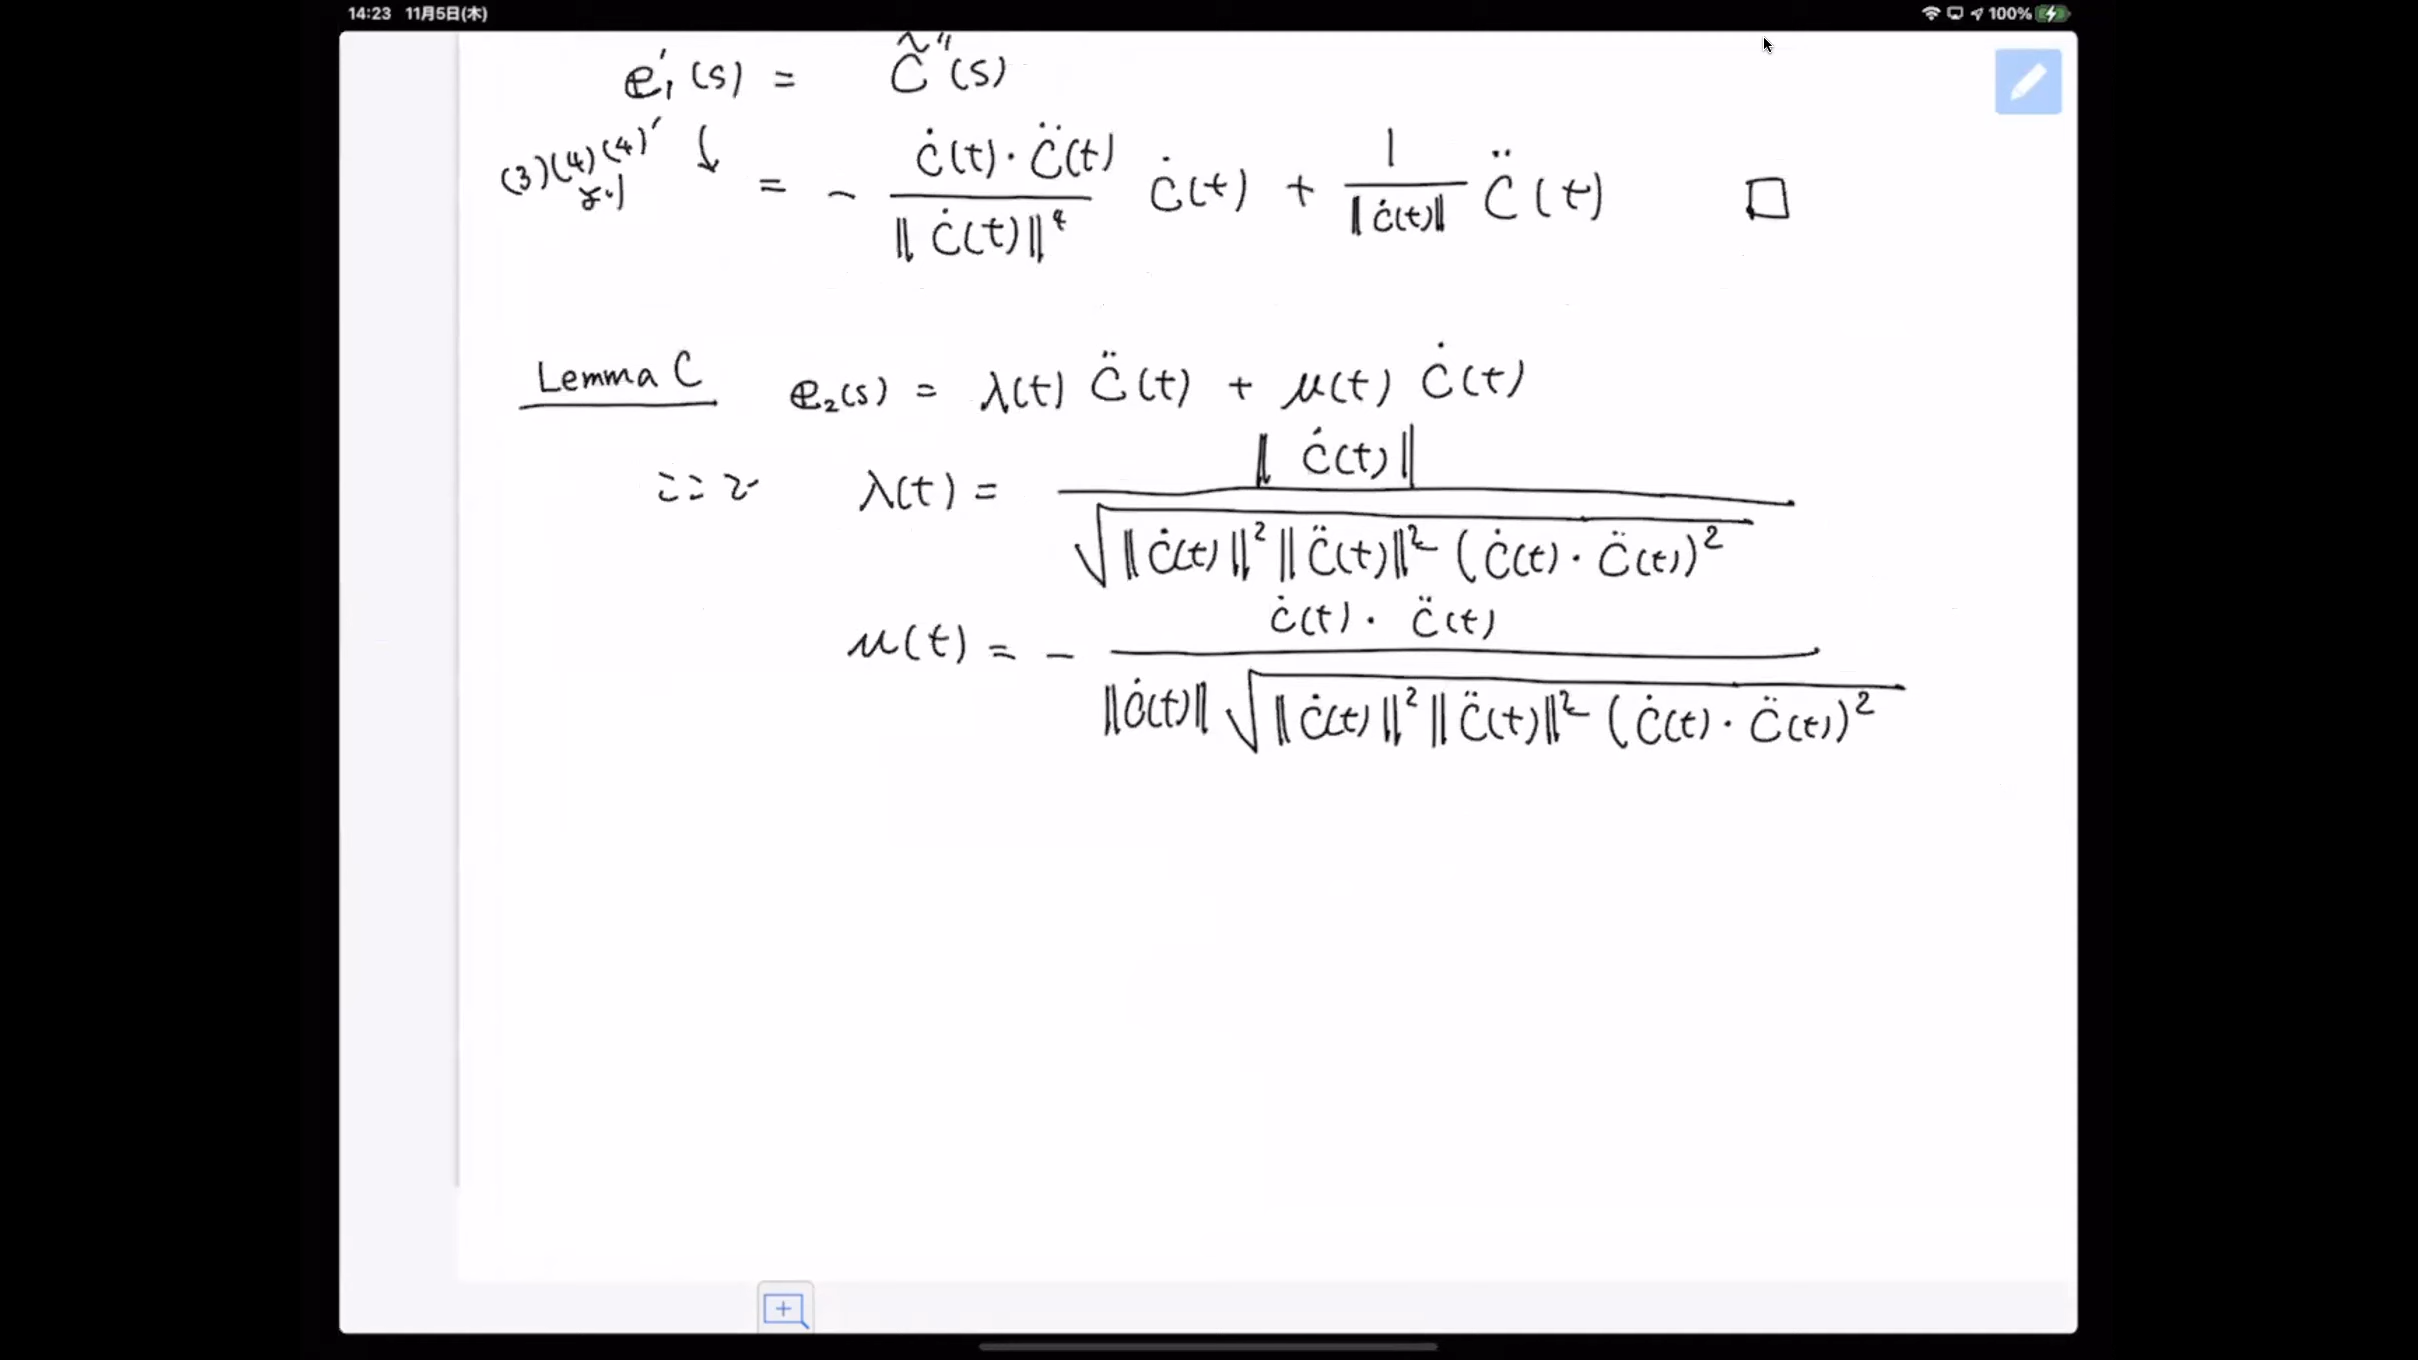 14:23 11月5日(木) 100%
e₁'(s) = C̃''(s)
(3)(4)(4)' より ↓ = - (Ċ(t)·C̈(t))/(‖Ċ(t)‖⁴) Ċ(t) + 1/(‖Ċ(t)‖) C̈(t) □
Lemma C e₂(s) = λ(t) C̈(t) + μ(t) Ċ(t)
ここで λ(t) = ‖Ċ(t)‖/√(‖Ċ(t)‖²‖C̈(t)‖² (Ċ(t)·C̈(t))²)
μ(t) = - (Ċ(t)·C̈(t))/(‖Ċ(t)‖√(‖Ċ(t)‖²‖C̈(t)‖² (Ċ(t)·C̈(t))²))